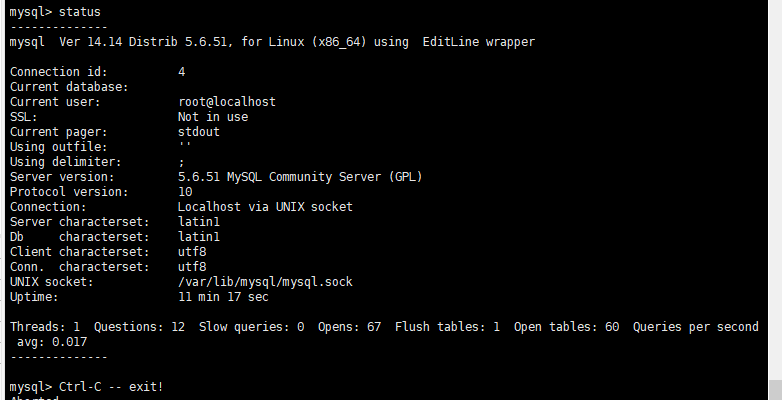 mysql> status
--------------
mysql  Ver 14.14 Distrib 5.6.51, for Linux (x86_64) using  EditLine wrapper
Connection id:          4
Current database:
Current user:           root@localhost
SSL:                    Not in use
Current pager:          stdout
Using outfile:          ''
Using delimiter:        ;
Server version:         5.6.51 MySQL Community Server (GPL)
Protocol version:       10
Connection:             Localhost via UNIX socket
Server characterset:    latin1
Db     characterset:    latin1
Client characterset:    utf8
Conn.  characterset:    utf8
UNIX socket:            /var/lib/mysql/mysql.sock
Uptime:                 11 min 17 sec
Threads: 1  Questions: 12  Slow queries: 0  Opens: 67  Flush tables: 1  Open tables: 60  Queries per second
 avg: 0.017
--------------
mysql> Ctrl-C -- exit!
Aborted